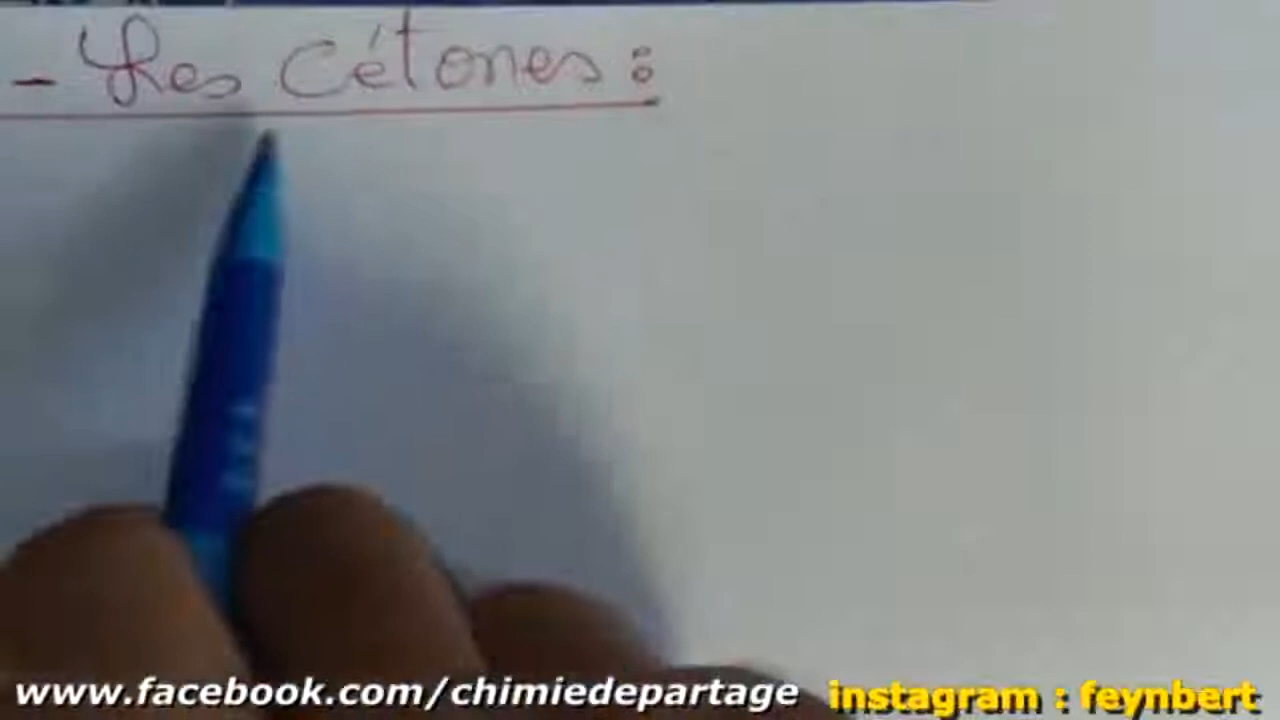 - Les Cétones :
www.facebook.com/chimiedepartage
instagram : feynbert